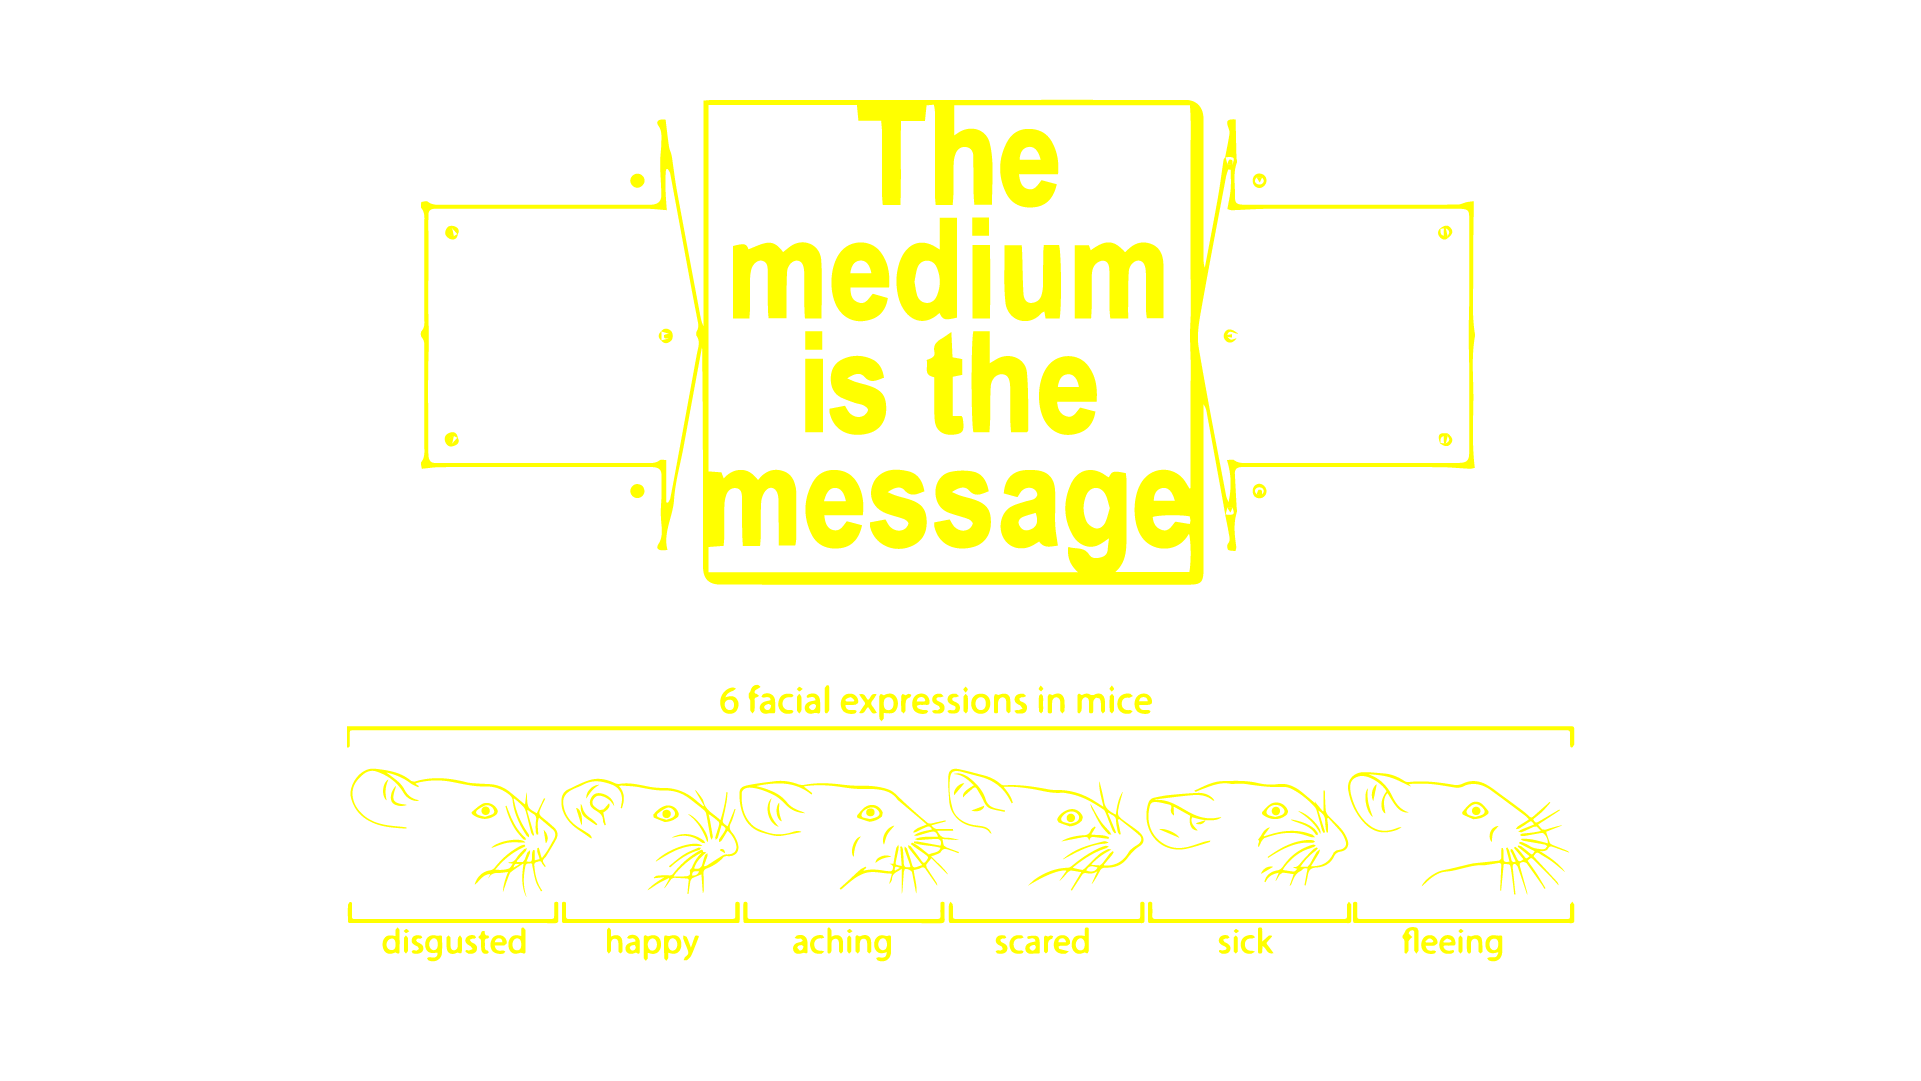 The
medium
is the
message
6 facial expressions in mice
disgusted happy aching scared sick fleeing